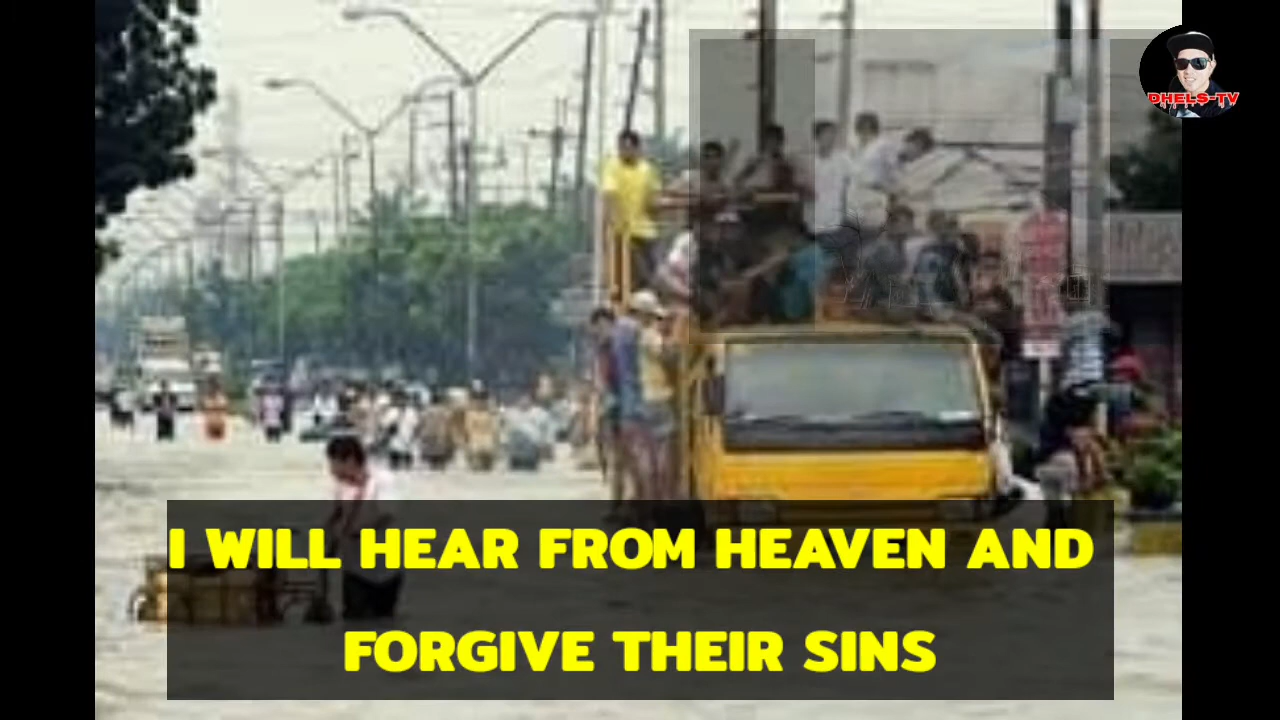 DHELS-TV
I WILL HEAR FROM HEAVEN AND
FORGIVE THEIR SINS